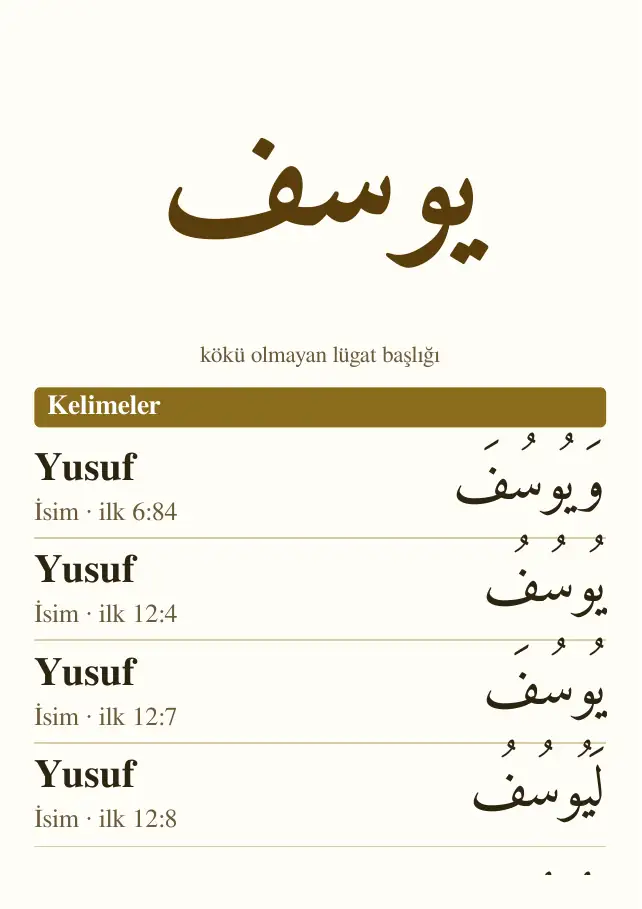 يوسف
kökü olmayan lügat başlığı
Kelimeler
Yusuf
وَيُوسُفَ
İsim · ilk 6:84
Yusuf
يُوسُفُ
İsim · ilk 12:4
Yusuf
يُوسُفَ
İsim · ilk 12:7
Yusuf
لَيُوسُفُ
İsim · ilk 12:8